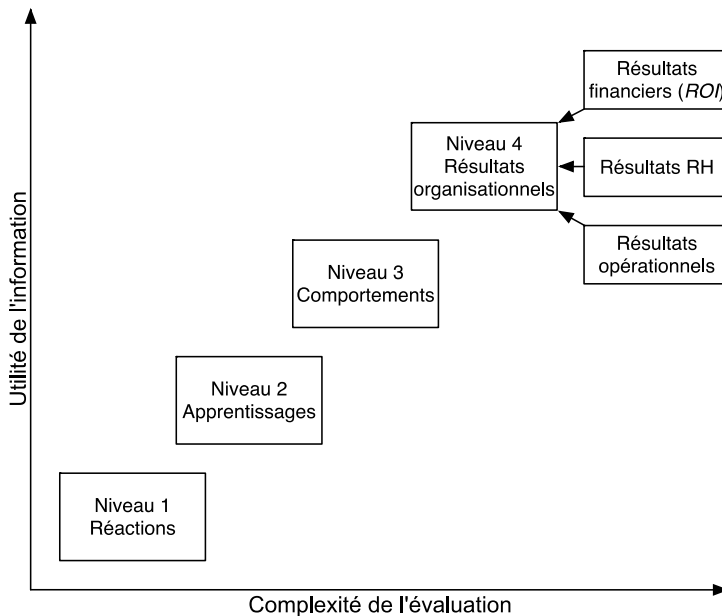 Résultats
financiers (ROI)
Niveau 4
Résultats
organisationnels
Résultats RH
Résultats
opérationnels
Niveau 3
Comportements
Niveau 2
Apprentissages
Niveau 1
Réactions
Utilité de l'information
Complexité de l'évaluation